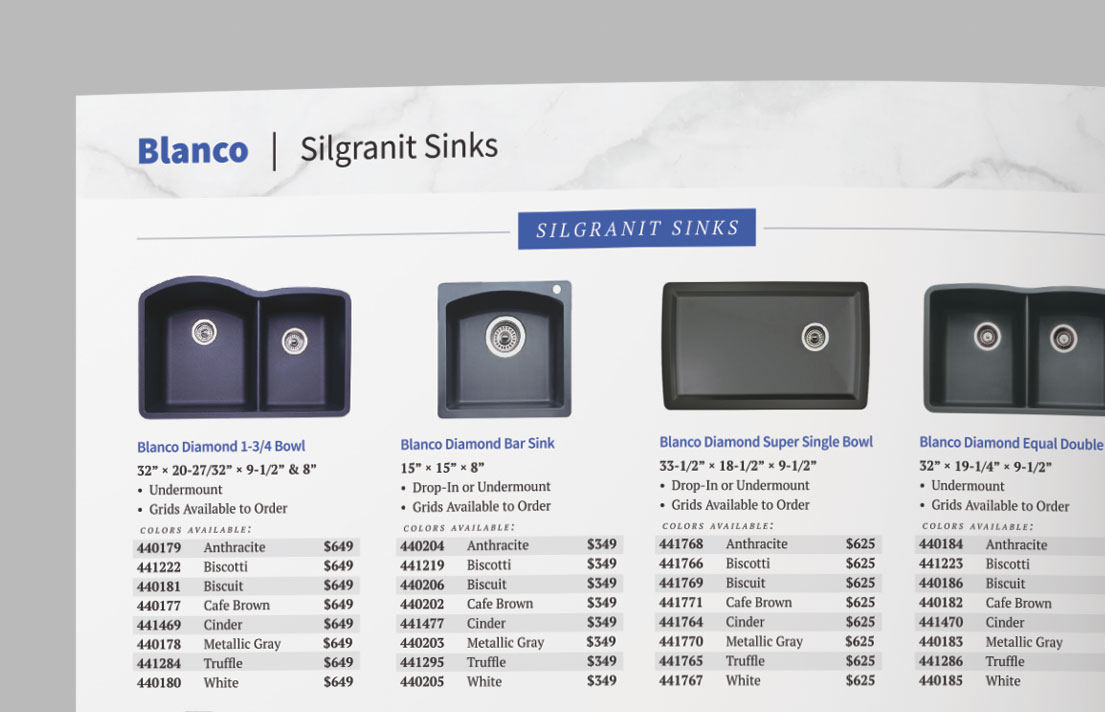 Blanco | Silgranit Sinks
SILGRANIT SINKS
Blanco Diamond 1-3/4 Bowl
32” × 20-27/32” × 9-1/2” & 8”
• Undermount
• Grids Available to Order
COLORS AVAILABLE:
440179 Anthracite $649
441222 Biscotti $649
440181 Biscuit $649
440177 Cafe Brown $649
441469 Cinder $649
440178 Metallic Gray $649
441284 Truffle $649
440180 White $649
Blanco Diamond Bar Sink
15” × 15” × 8”
• Drop-In or Undermount
• Grids Available to Order
COLORS AVAILABLE:
440204 Anthracite $349
441219 Biscotti $349
440206 Biscuit $349
440202 Cafe Brown $349
441477 Cinder $349
440203 Metallic Gray $349
441295 Truffle $349
440205 White $349
Blanco Diamond Super Single Bowl
33-1/2” × 18-1/2” × 9-1/2”
• Drop-In or Undermount
• Grids Available to Order
COLORS AVAILABLE:
441768 Anthracite $625
441766 Biscotti $625
441769 Biscuit $625
441771 Cafe Brown $625
441764 Cinder $625
441770 Metallic Gray $625
441765 Truffle $625
441767 White $625
Blanco Diamond Equal Double
32” × 19-1/4” × 9-1/2”
• Undermount
• Grids Available to Order
COLORS AVAILABLE:
440184 Anthracite
441223 Biscotti
440186 Biscuit
440182 Cafe Brown
441470 Cinder
440183 Metallic Gray
441286 Truffle
440185 White